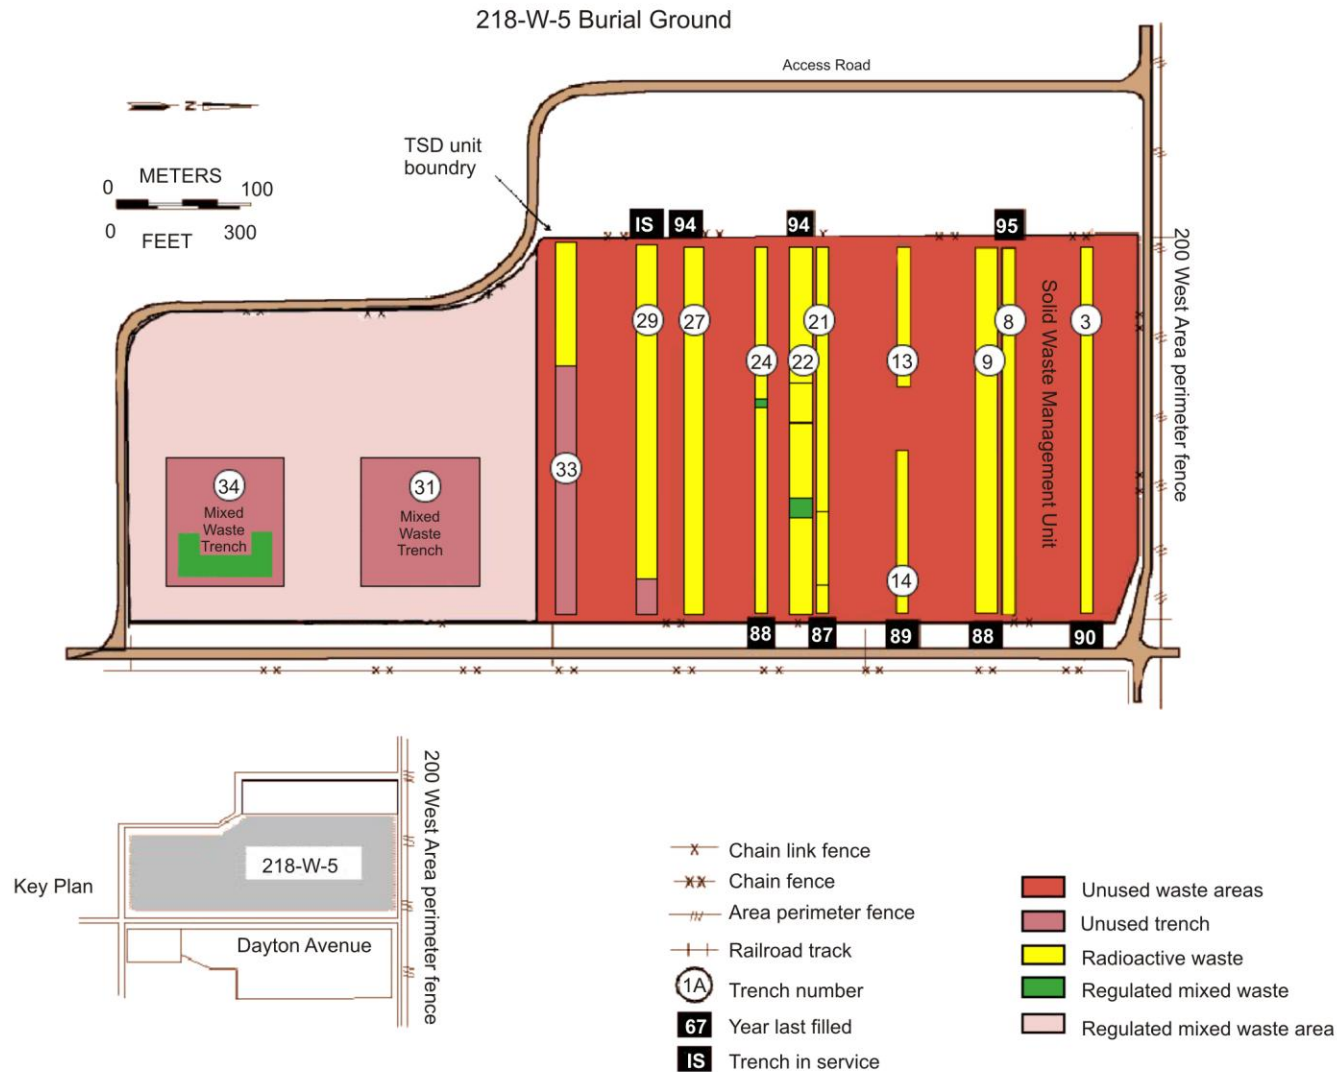 218-W-5 Burial Ground
Access Road
N
TSD unit
boundry
0 METERS 100
0 FEET 300
IS
94
94
95
29
27
21
8
3
24
22
13
9
33
34
Mixed
Waste
Trench
31
Mixed
Waste
Trench
14
88
87
89
88
90
Solid Waste Management Unit
200 West Area perimeter fence
Key Plan
218-W-5
Dayton Avenue
200 West Area perimeter fence
Chain link fence
Chain fence
Area perimeter fence
Railroad track
1A Trench number
67 Year last filled
IS Trench in service
Unused waste areas
Unused trench
Radioactive waste
Regulated mixed waste
Regulated mixed waste area